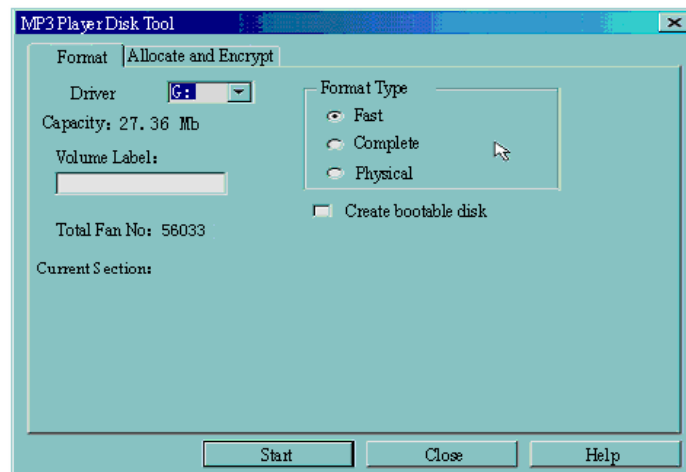 MP3 Player Disk Tool
Format
Allocate and Encrypt
Driver
G:
Capacity: 27.36 Mb
Volume Label:
Total Fan No: 56033
Current Section:
Format Type
Fast
Complete
Physical
Create bootable disk
Start
Close
Help